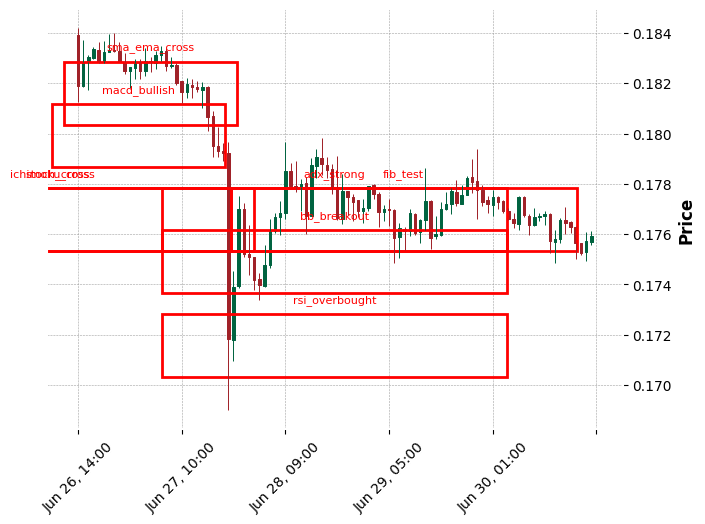 sma_ema_cross
macd_bullish
stoch_cross
adx_strong
fib_test
bb_breakout
rsi_overbought
0.184
0.182
0.180
0.178
0.176
0.174
0.172
0.170
Price
Jun 26, 14:00
Jun 27, 10:00
Jun 28, 09:00
Jun 29, 05:00
Jun 30, 01:00